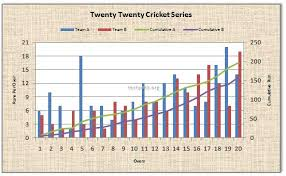 Twenty Twenty Cricket Series
Team A Team B Cumulative A Cumulative B
21 250
18 200
15
12 150
9 100
6
3 50
0 0
1 2 3 4 5 6 7 8 9 10 11 12 13 14 15 16 17 18 19 20
Overs
Cumulative Run